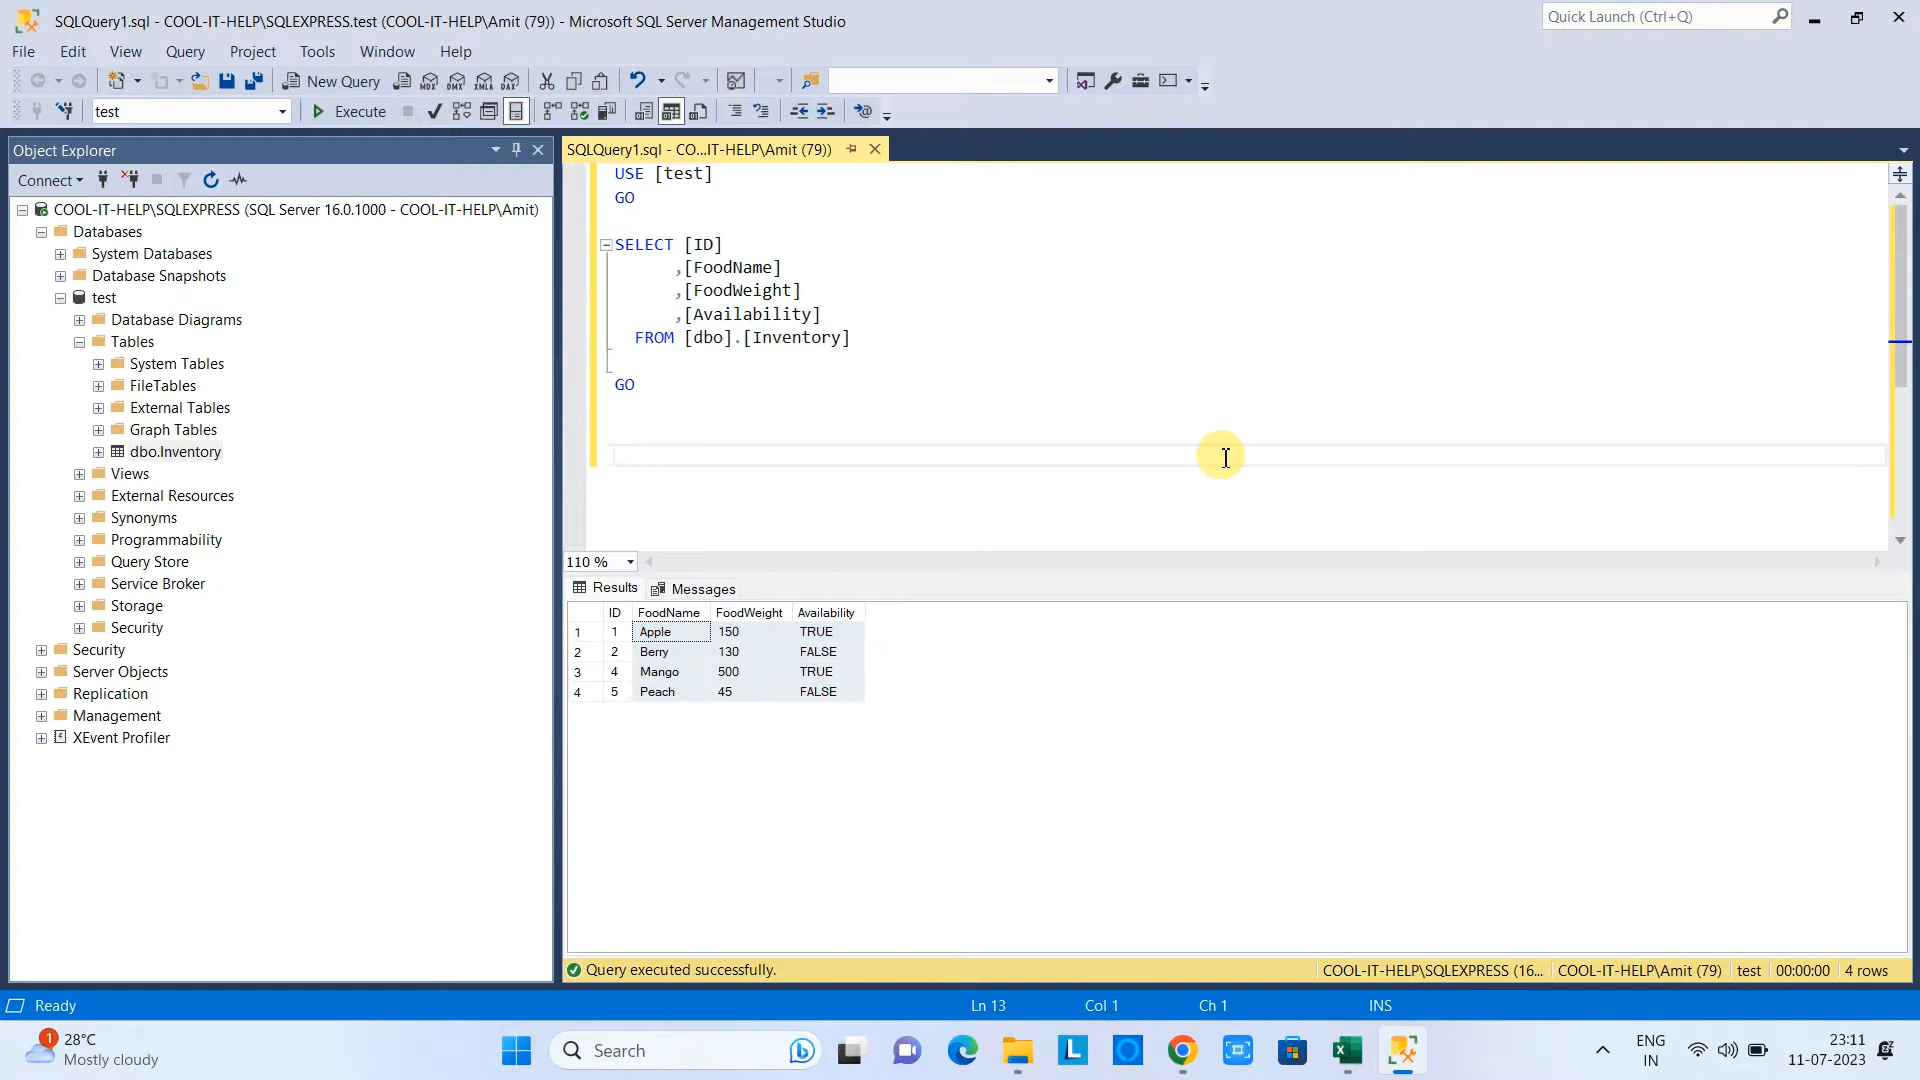 SQLQuery1.sql - COOL-IT-HELP\SQLEXPRESS.test (COOL-IT-HELP\Amit (79)) - Microsoft SQL Server Management Studio
Quick Launch (Ctrl+Q)
File Edit View Query Project Tools Window Help
New Query MDX DMX XMLA DAX
test Execute
Object Explorer
Connect
COOL-IT-HELP\SQLEXPRESS (SQL Server 16.0.1000 - COOL-IT-HELP\Amit)
Databases
System Databases
Database Snapshots
test
Database Diagrams
Tables
System Tables
FileTables
External Tables
Graph Tables
dbo.Inventory
Views
External Resources
Synonyms
Programmability
Query Store
Service Broker
Storage
Security
Security
Server Objects
Replication
Management
XEvent Profiler
SQLQuery1.sql - CO...IT-HELP\Amit (79))
USE [test]
GO
SELECT [ID]
,[FoodName]
,[FoodWeight]
,[Availability]
FROM [dbo].[Inventory]
GO
110 %
Results Messages
ID FoodName FoodWeight Availability
1 1 Apple 150 TRUE
2 2 Berry 130 FALSE
3 4 Mango 500 TRUE
4 5 Peach 45 FALSE
Query executed successfully. COOL-IT-HELP\SQLEXPRESS (16... COOL-IT-HELP\Amit (79) test 00:00:00 4 rows
Ready Ln 13 Col 1 Ch 1 INS
1 28°C
Mostly cloudy
Search
L
ENG
IN
23:11
11-07-2023